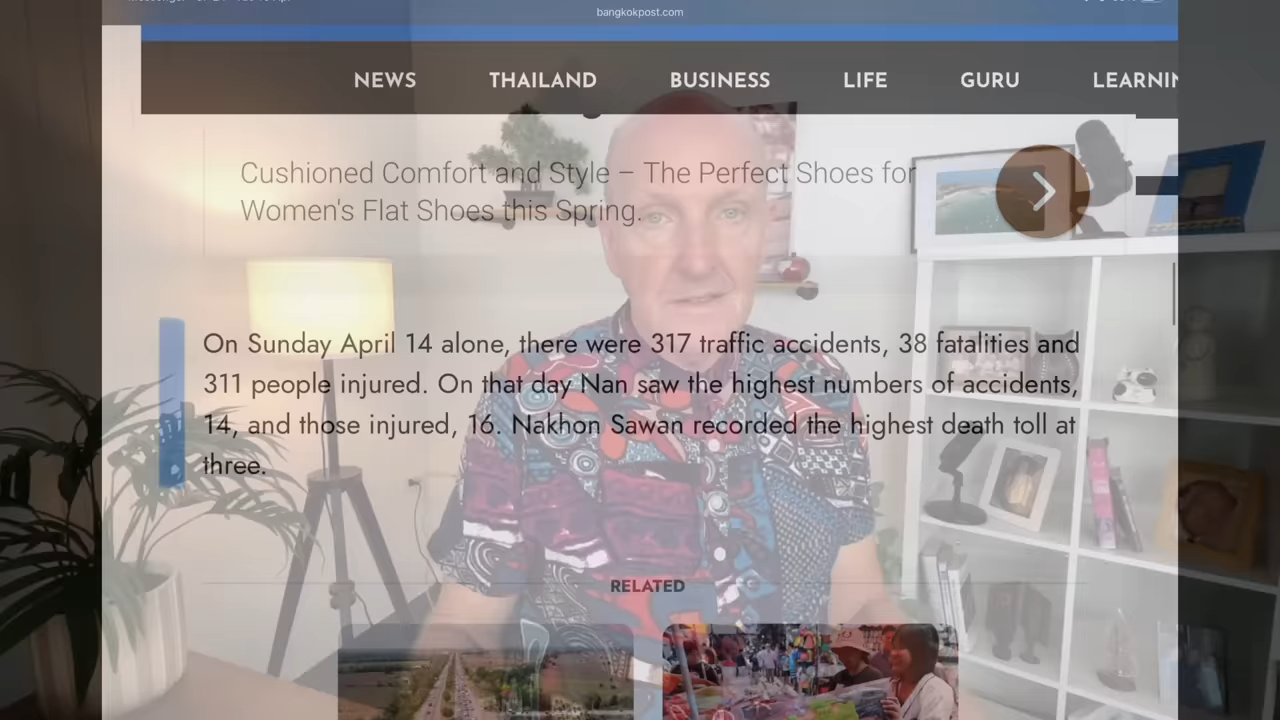 bangkokpost.com
NEWS THAILAND BUSINESS LIFE GURU
Cushioned Comfort and Style – The Perfect Shoes for
Women's Flat Shoes this Spring.
On Sunday April 14 alone, there were 317 traffic accidents, 38 fatalities and
311 people injured. On that day Nan saw the highest numbers of accidents,
14, and those injured, 16. Nakhon Sawan recorded the highest death toll at
three.
RELATED